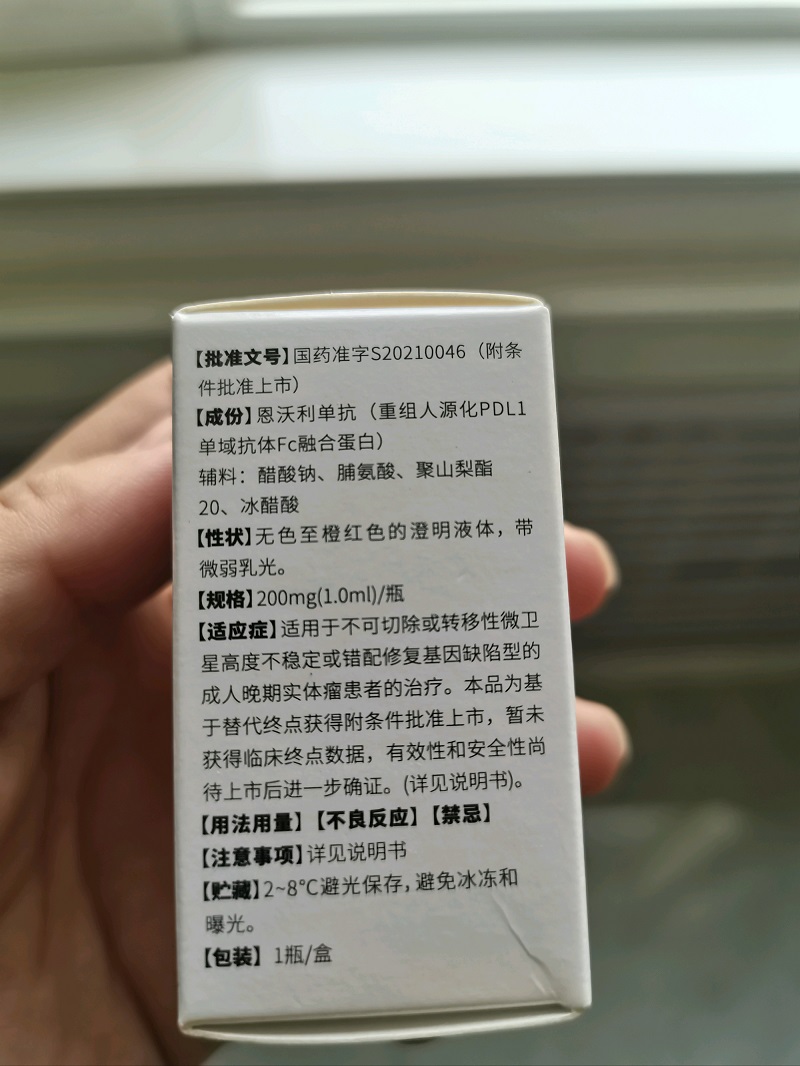 【批准文号】国药准字S20210046（附条
件批准上市）
【成份】恩沃利单抗（重组人源化PDL1
单域抗体Fc融合蛋白）
辅料：醋酸钠、脯氨酸、聚山梨酯
20、冰醋酸
【性状】无色至橙红色的澄明液体，带
微弱乳光。
【规格】200mg(1.0ml)/瓶
【适应症】适用于不可切除或转移性微卫
星高度不稳定或错配修复基因缺陷型的
成人晚期实体瘤患者的治疗。本品为基
于替代终点获得附条件批准上市，暂未
获得临床终点数据，有效性和安全性尚
待上市后进一步确证。(详见说明书)。
【用法用量】【不良反应】【禁忌】
【注意事项】详见说明书
【贮藏】2~8℃避光保存，避免冰冻和
曝光。
【包装】1瓶/盒